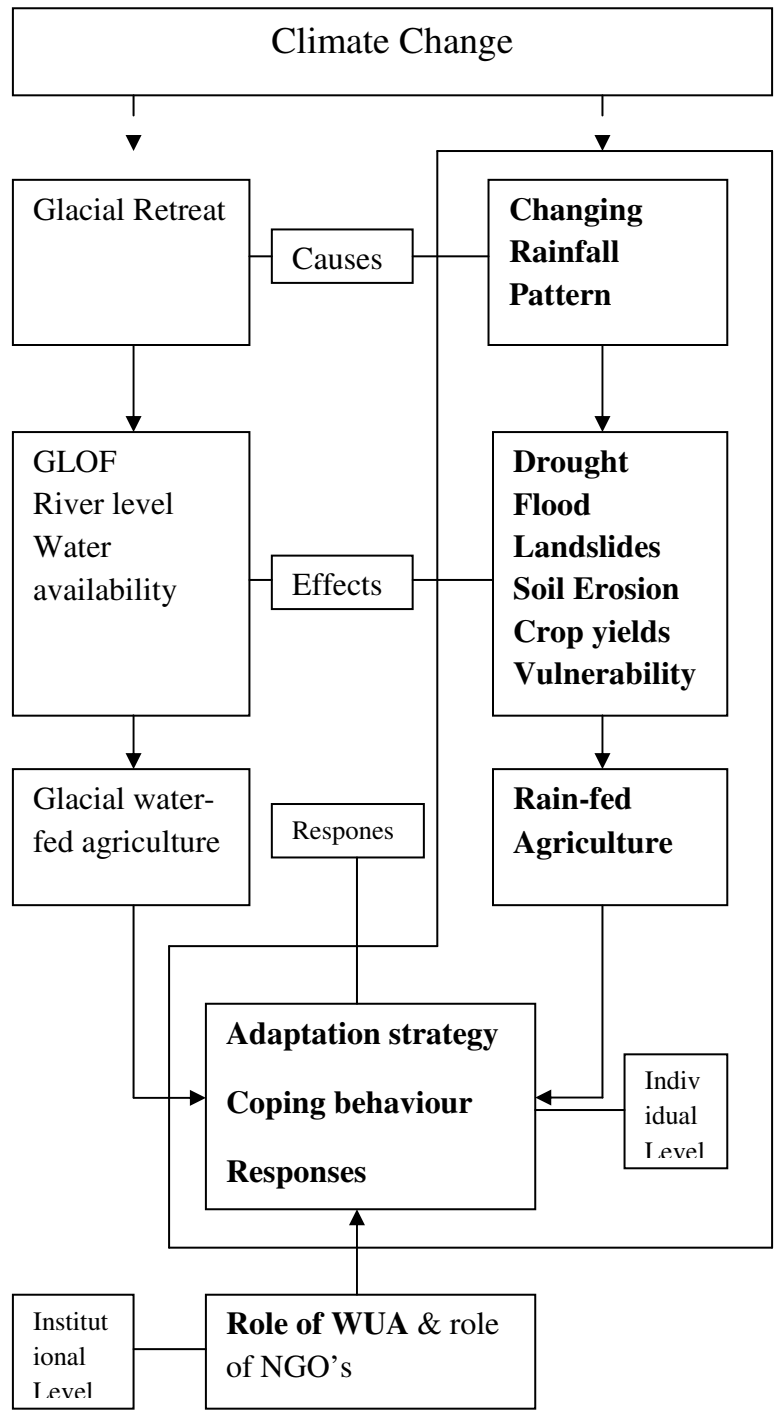 Climate Change
Glacial Retreat
Causes
Changing
Rainfall
Pattern
GLOF
River level
Water
availability
Effects
Drought
Flood
Landslides
Soil Erosion
Crop yields
Vulnerability
Glacial water-
fed agriculture
Respones
Rain-fed
Agriculture
Adaptation strategy
Coping behaviour
Responses
Indiv
idual
Level
Institut
ional
Level
Role of WUA & role
of NGO's